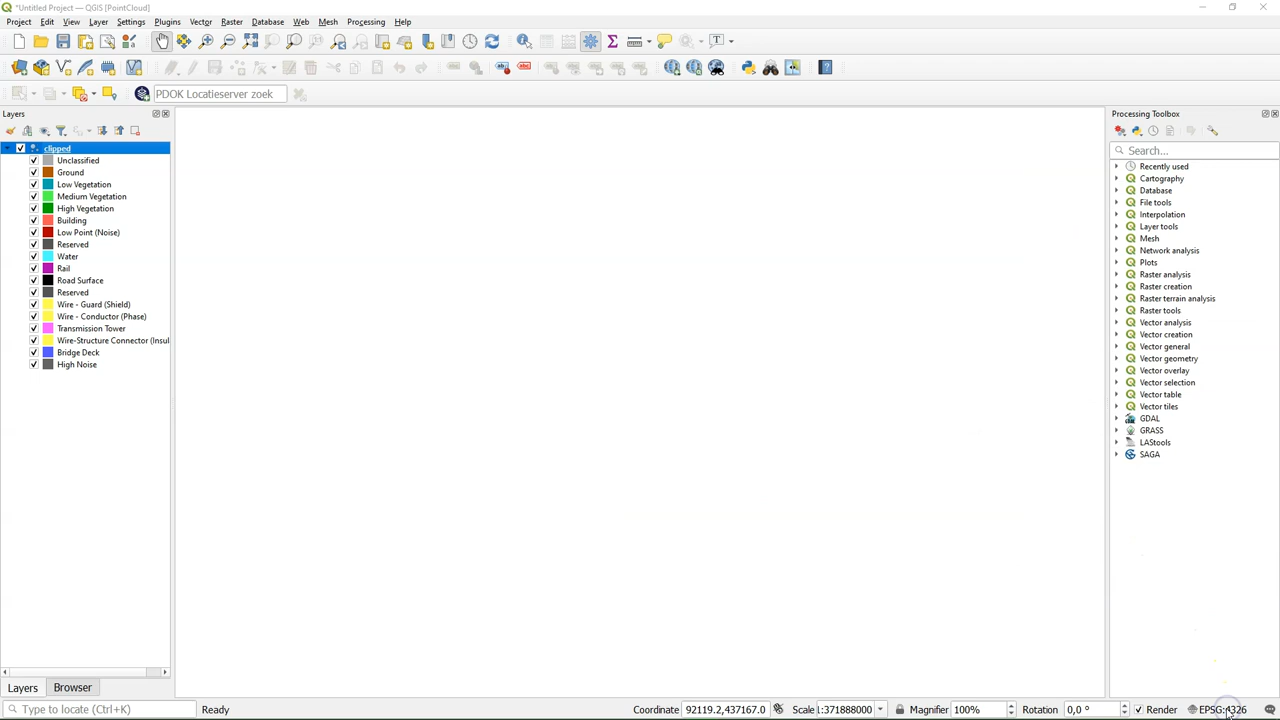 *Untitled Project — QGIS [PointCloud]
Project Edit View Layer Settings Plugins Vector Raster Database Web Mesh Processing Help
PDOK Locatieserver zoek
Layers
clipped
Unclassified
Ground
Low Vegetation
Medium Vegetation
High Vegetation
Building
Low Point (Noise)
Reserved
Water
Rail
Road Surface
Reserved
Wire - Guard (Shield)
Wire - Conductor (Phase)
Transmission Tower
Wire-Structure Connector (Insul
Bridge Deck
High Noise
Layers Browser
Processing Toolbox
Search...
Recently used
Cartography
Database
File tools
Interpolation
Layer tools
Mesh
Network analysis
Plots
Raster analysis
Raster creation
Raster terrain analysis
Raster tools
Vector analysis
Vector creation
Vector general
Vector geometry
Vector overlay
Vector selection
Vector table
Vector tiles
GDAL
GRASS
LAStools
SAGA
Type to locate (Ctrl+K) Ready Coordinate 92119.2,437167.0 Scale 1:371888000 Magnifier 100% Rotation 0,0 ° Render EPSG:4326